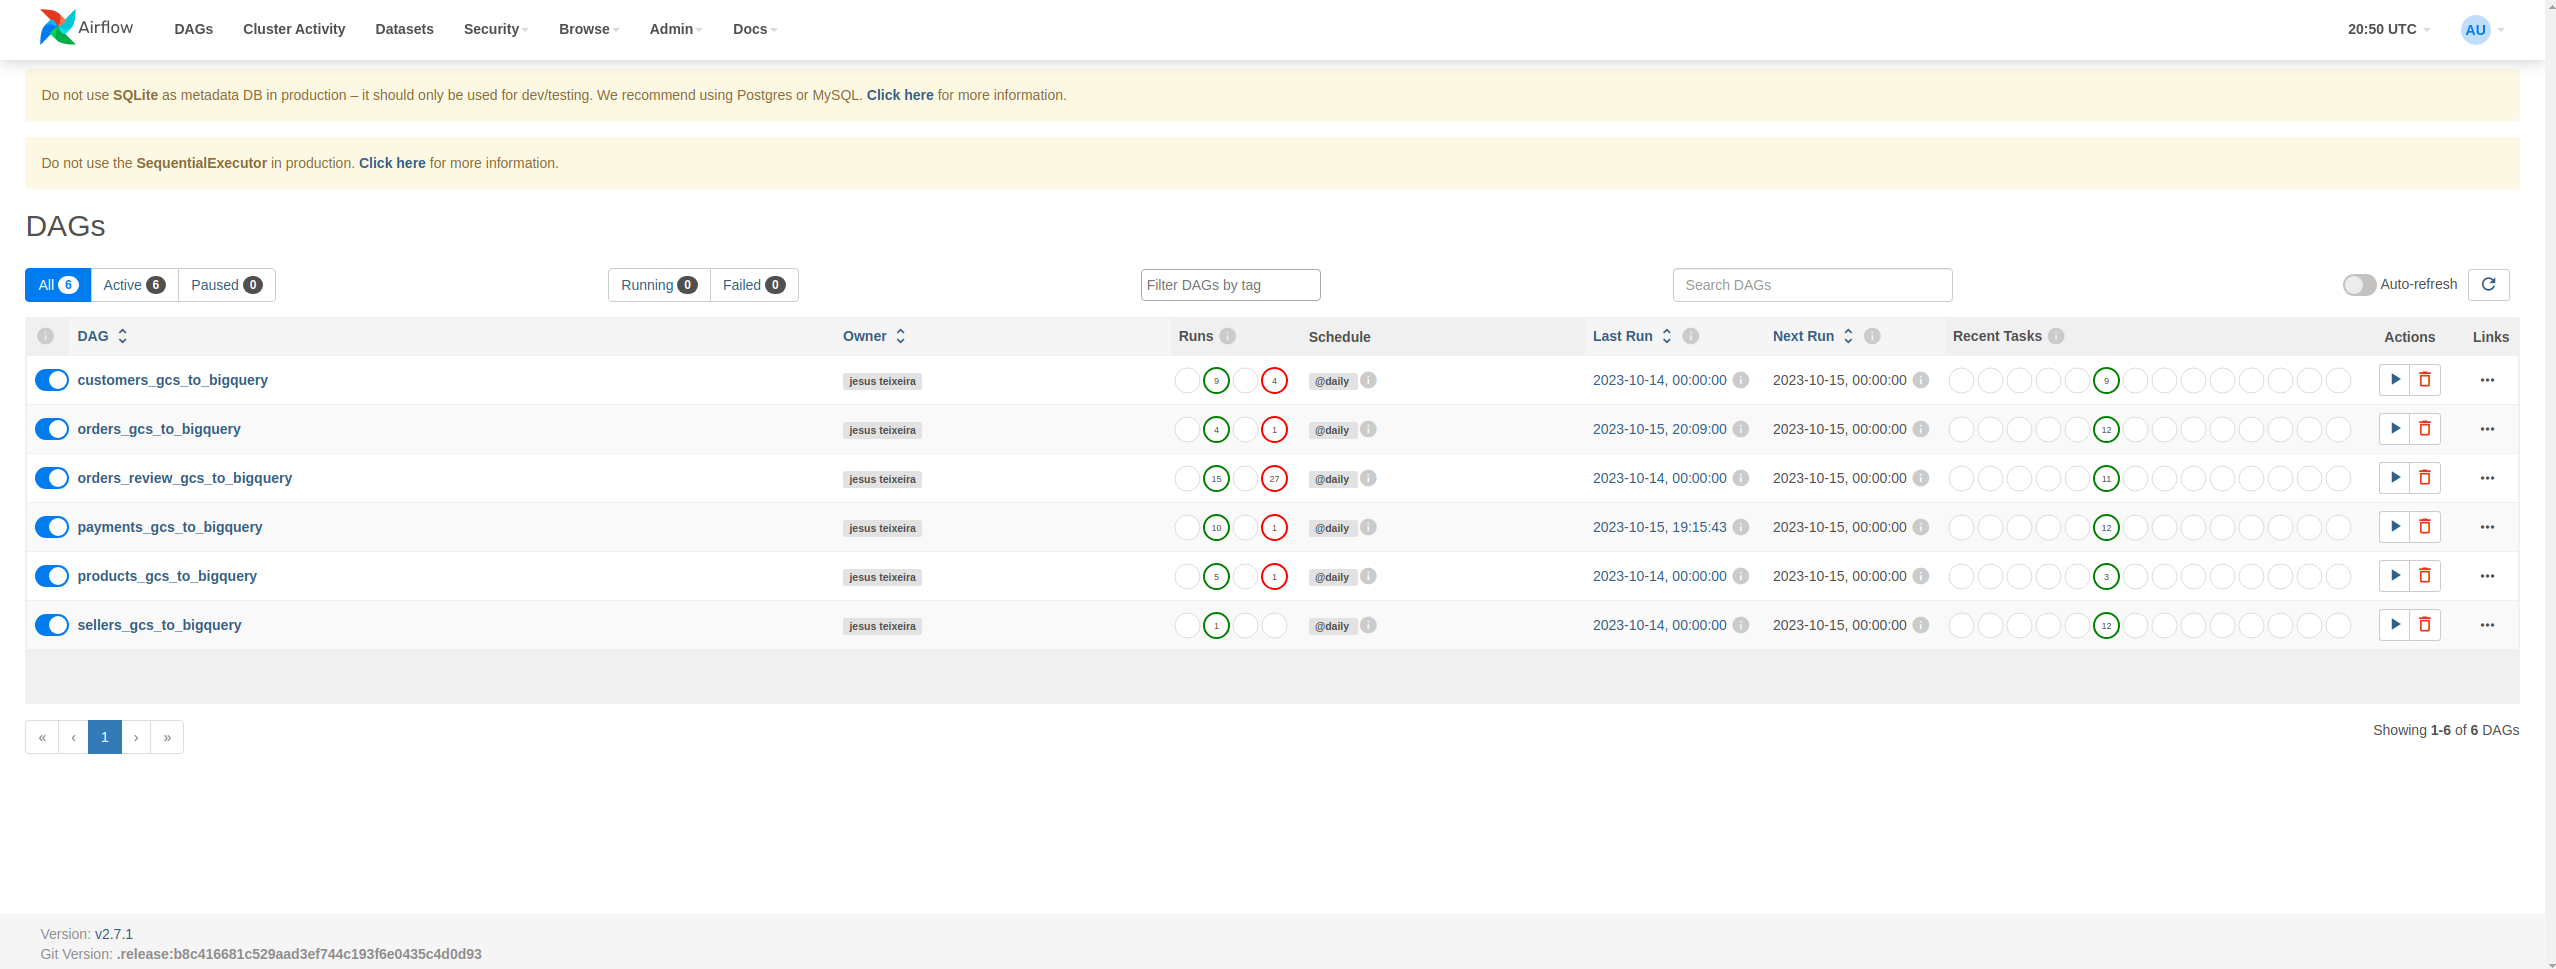 Airflow DAGs Cluster Activity Datasets Security Browse Admin Docs 20:50 UTC AU
Do not use SQLite as metadata DB in production – it should only be used for dev/testing. We recommend using Postgres or MySQL. Click here for more information.
Do not use the SequentialExecutor in production. Click here for more information.
DAGs
All 6 Active 6 Paused 0 Running 0 Failed 0 Filter DAGs by tag Search DAGs Auto-refresh
DAG Owner Runs Schedule Last Run Next Run Recent Tasks Actions Links
customers_gcs_to_bigquery jesus teixeira 9 4 @daily 2023-10-14, 00:00:00 2023-10-15, 00:00:00 9
orders_gcs_to_bigquery jesus teixeira 4 1 @daily 2023-10-15, 20:09:00 2023-10-15, 00:00:00 12
orders_review_gcs_to_bigquery jesus teixeira 15 27 @daily 2023-10-14, 00:00:00 2023-10-15, 00:00:00 11
payments_gcs_to_bigquery jesus teixeira 10 1 @daily 2023-10-15, 19:15:43 2023-10-15, 00:00:00 12
products_gcs_to_bigquery jesus teixeira 5 1 @daily 2023-10-14, 00:00:00 2023-10-15, 00:00:00 3
sellers_gcs_to_bigquery jesus teixeira 1 @daily 2023-10-14, 00:00:00 2023-10-15, 00:00:00 12
« ‹ 1 › » Showing 1-6 of 6 DAGs
Version: v2.7.1
Git Version: .release:b8c416681c529aad3ef744c193f6e0435c4d0d93